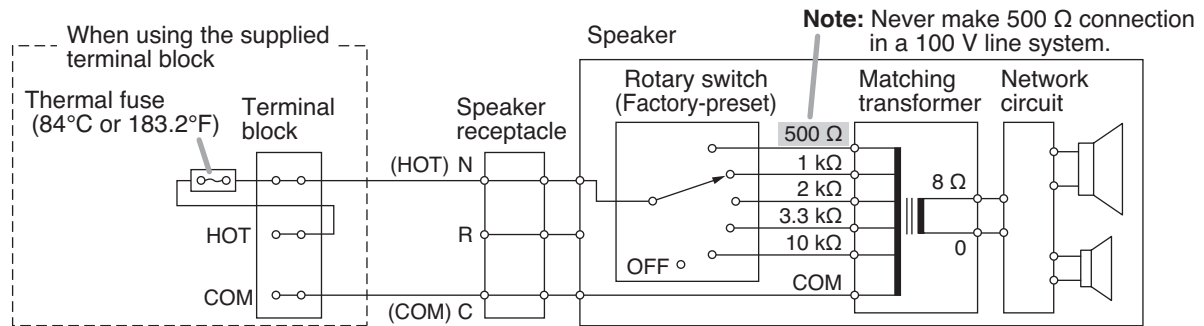 Note: Never make 500 Ω connection
in a 100 V line system.
When using the supplied
terminal block
Speaker
Thermal fuse
(84°C or 183.2°F)
Terminal
block
Speaker
receptacle
Rotary switch
(Factory-preset)
Matching
transformer
Network
circuit
500 Ω
(HOT) N
1 kΩ
2 kΩ
8 Ω
3.3 kΩ
HOT
R
10 kΩ
0
OFF
COM
COM
(COM) C